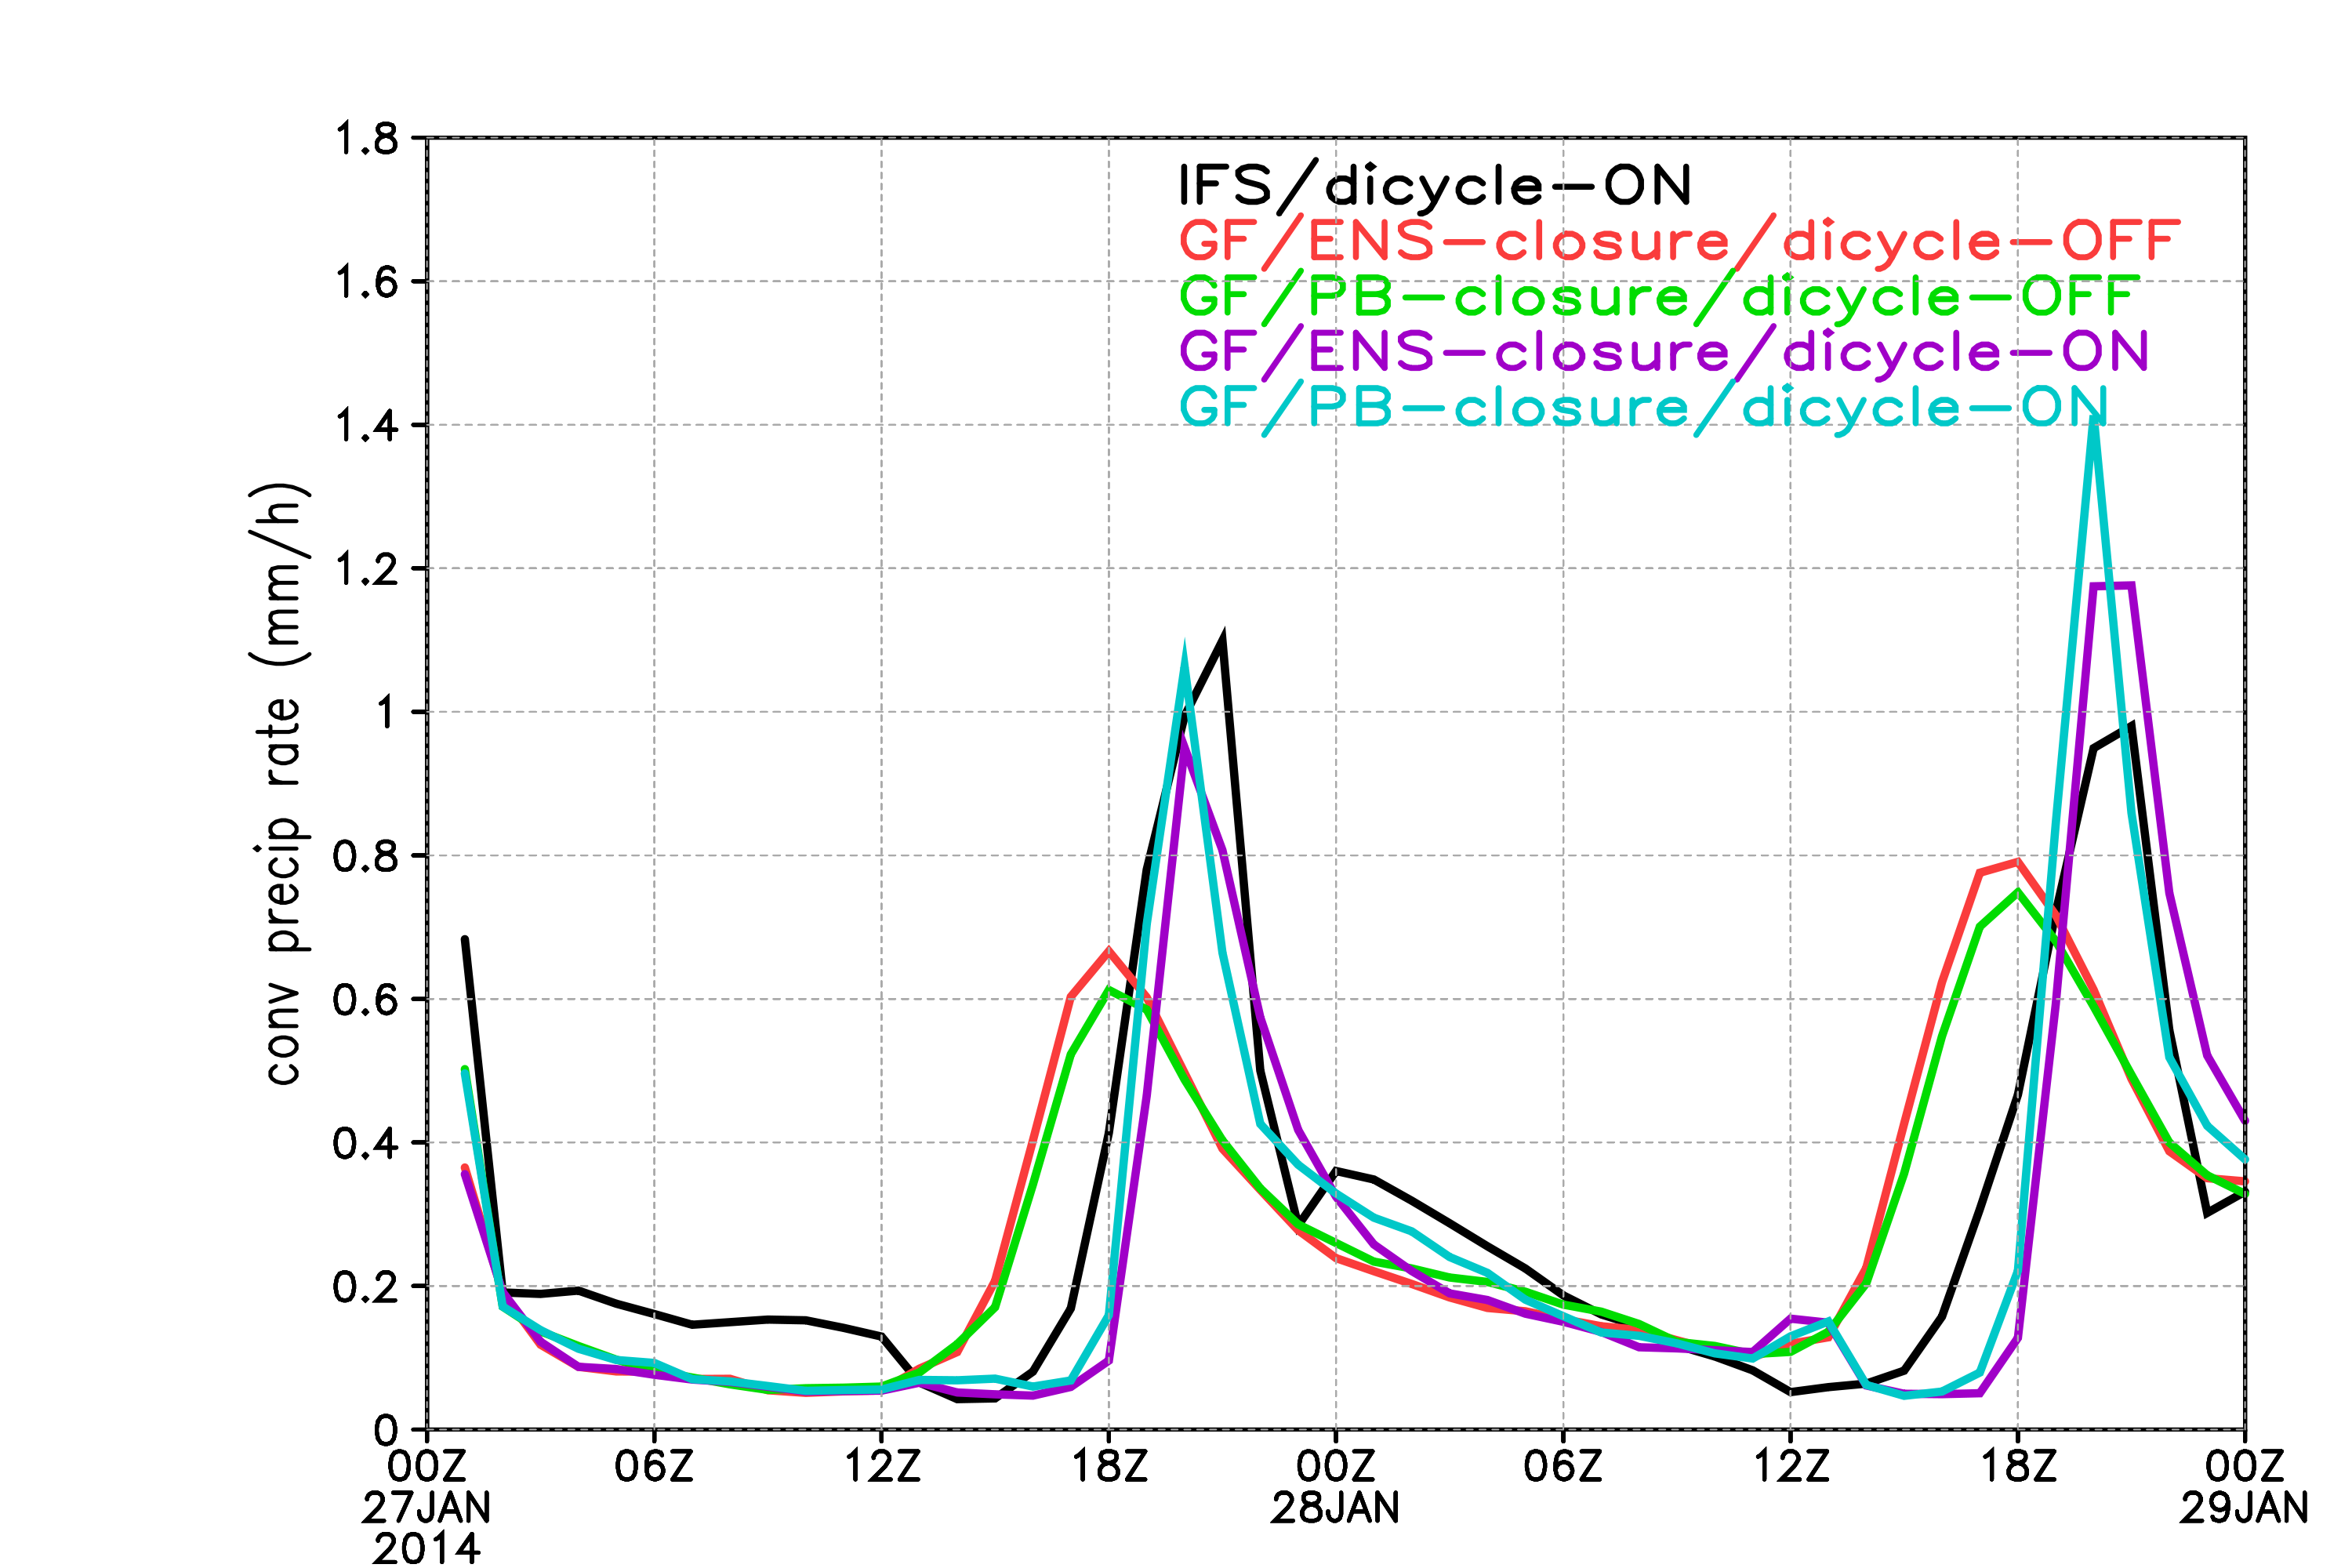 1.8
1.6
1.4
1.2
1
0.8
0.6
0.4
0.2
0
conv precip rate (mm/h)
IFS/dicycle-ON
GF/ENS-closure/dicycle-OFF
GF/PB-closure/dicycle-OFF
GF/ENS-closure/dicycle-ON
GF/PB-closure/dicycle-ON
00Z 06Z 12Z 18Z 00Z 06Z 12Z 18Z 00Z
27JAN 28JAN 29JAN
2014